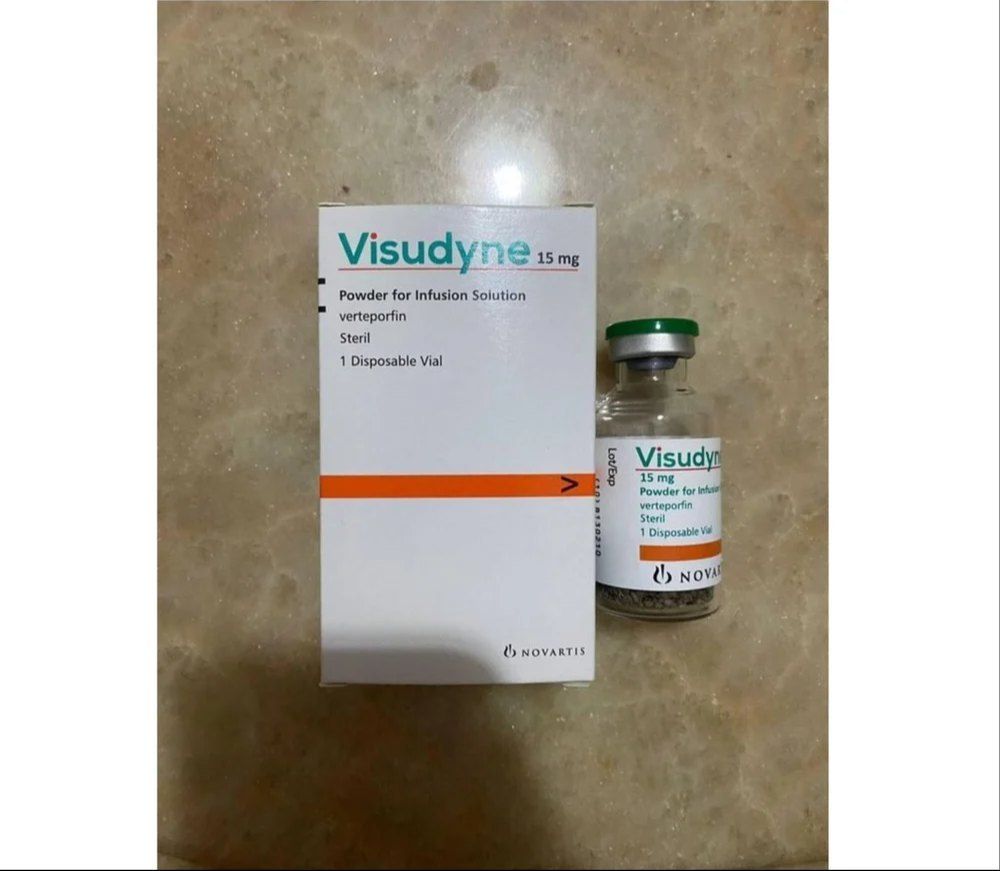 Visudyne 15 mg
Powder for Infusion Solution
verteporfin
Steril
1 Disposable Vial
>
NOVARTIS
Lot/Exp
Visudyn
15 mg
Powder for Infusion
verteporfin
Steril
1 Disposable Vial
NOVAR